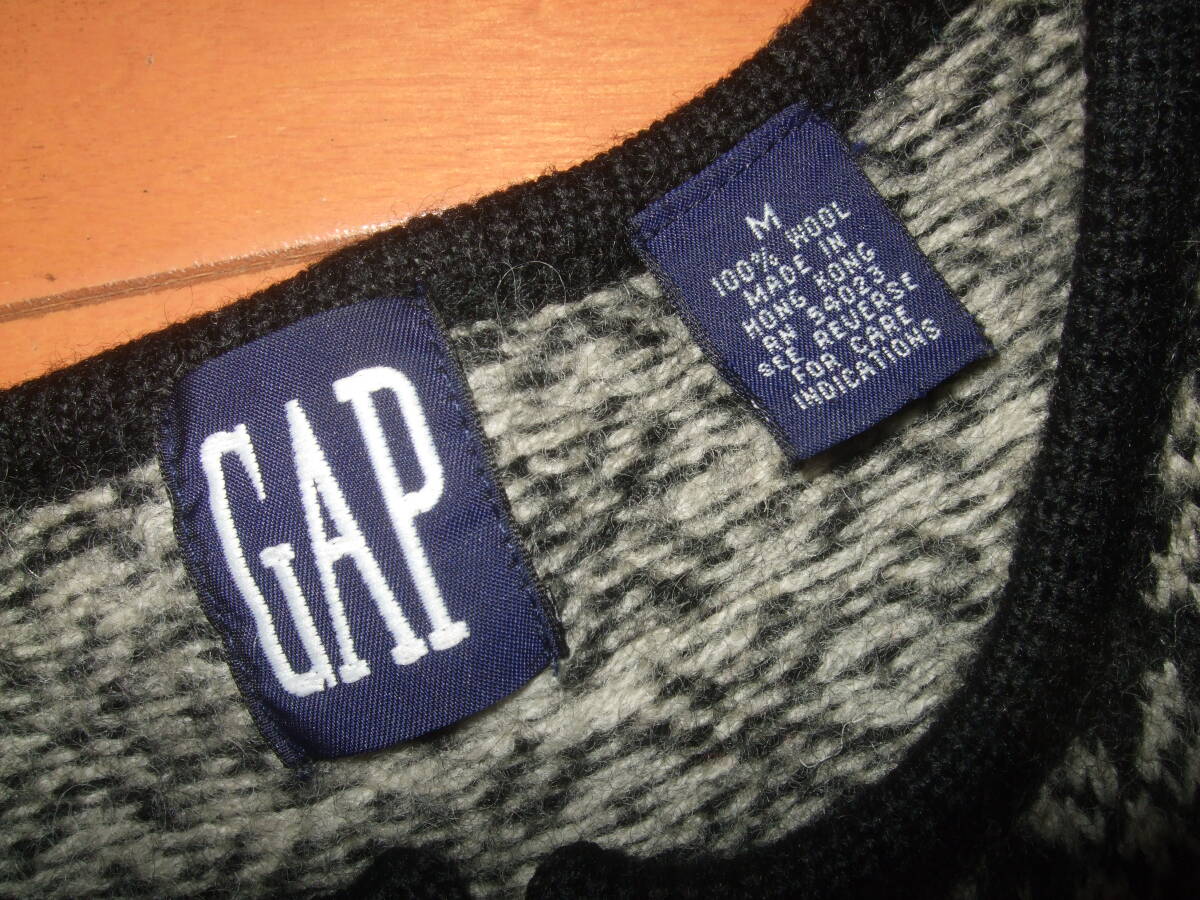 GAP
M
100% WOOL
MADE IN
HONG KONG
RN 54023
SEE REVERSE
FOR CARE
INDICATIONS